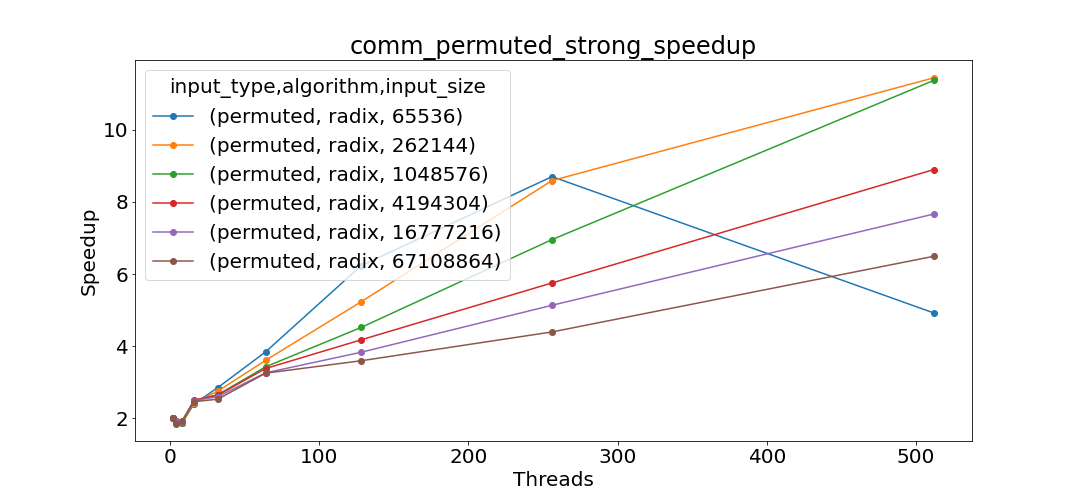 comm_permuted_strong_speedup
input_type,algorithm,input_size
(permuted, radix, 65536)
(permuted, radix, 262144)
(permuted, radix, 1048576)
(permuted, radix, 4194304)
(permuted, radix, 16777216)
(permuted, radix, 67108864)
Speedup
10
8
6
4
2
0 100 200 300 400 500
Threads